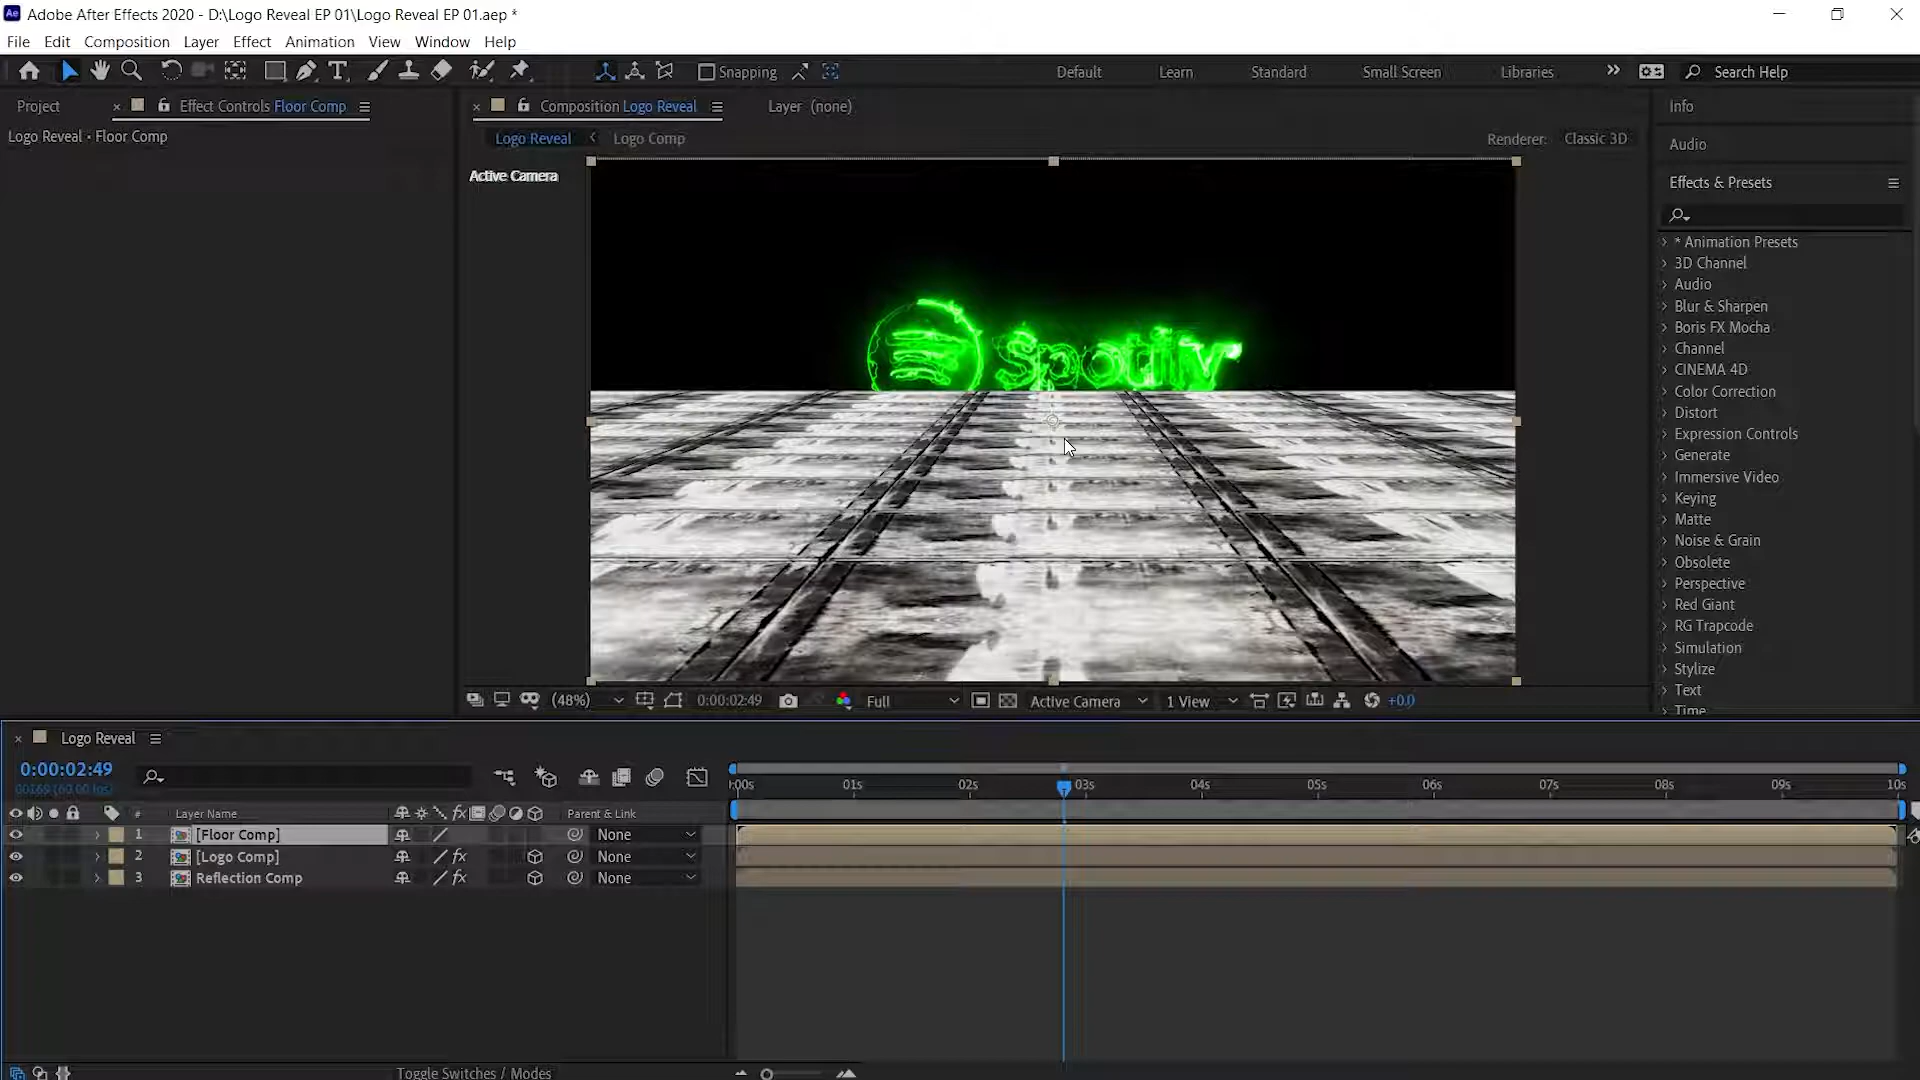 Adobe After Effects 2020 - D:\Logo Reveal EP 01\Logo Reveal EP 01.aep *
File Edit Composition Layer Effect Animation View Window Help
Snapping Default Learn Standard Small Screen Libraries Search Help
Project Effect Controls Floor Comp Composition Logo Reveal Layer (none) Info
Logo Reveal • Floor Comp Logo Reveal Logo Comp Renderer: Classic 3D
Audio
Active Camera
Effects & Presets
* Animation Presets
3D Channel
Audio
Blur & Sharpen
Boris FX Mocha
Channel
CINEMA 4D
Color Correction
Distort
Expression Controls
Generate
Immersive Video
Keying
Matte
Noise & Grain
Obsolete
Perspective
Red Giant
RG Trapcode
Simulation
Stylize
Text
Time
Spotify
(48%) 0:00:02:49 Full Active Camera 1 View +0.0
Logo Reveal
0:00:02:49
00169 (60.00 fps)
:00s 01s 02s 03s 04s 05s 06s 07s 08s 09s 10s
# Layer Name fx Parent & Link
1 [Floor Comp] None
2 [Logo Comp] fx None
3 Reflection Comp fx None
Toggle Switches / Modes